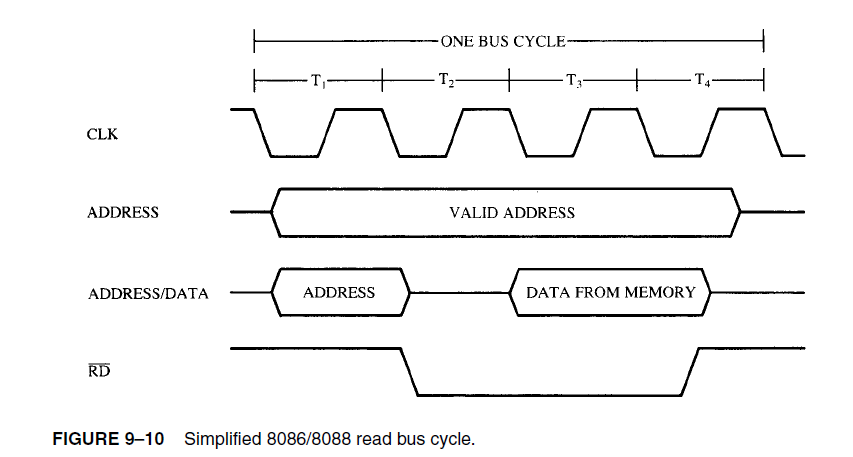 ONE BUS CYCLE
T1 T2 T3 T4
CLK
ADDRESS VALID ADDRESS
ADDRESS/DATA ADDRESS DATA FROM MEMORY
R̅D̅
FIGURE 9–10 Simplified 8086/8088 read bus cycle.